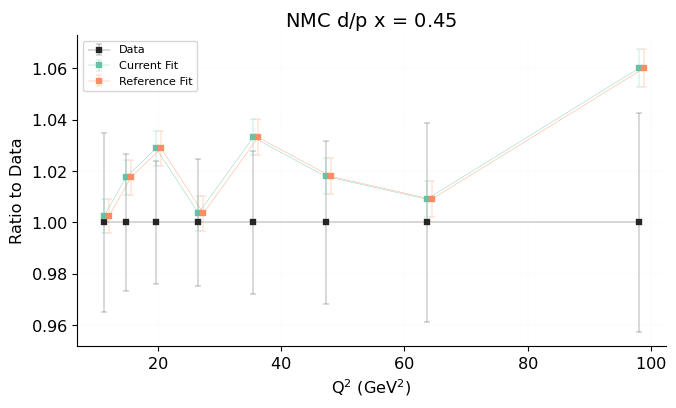 NMC d/p x = 0.45
Data
Current Fit
Reference Fit
Ratio to Data
1.06
1.04
1.02
1.00
0.98
0.96
20 40 60 80 100
Q² (GeV²)